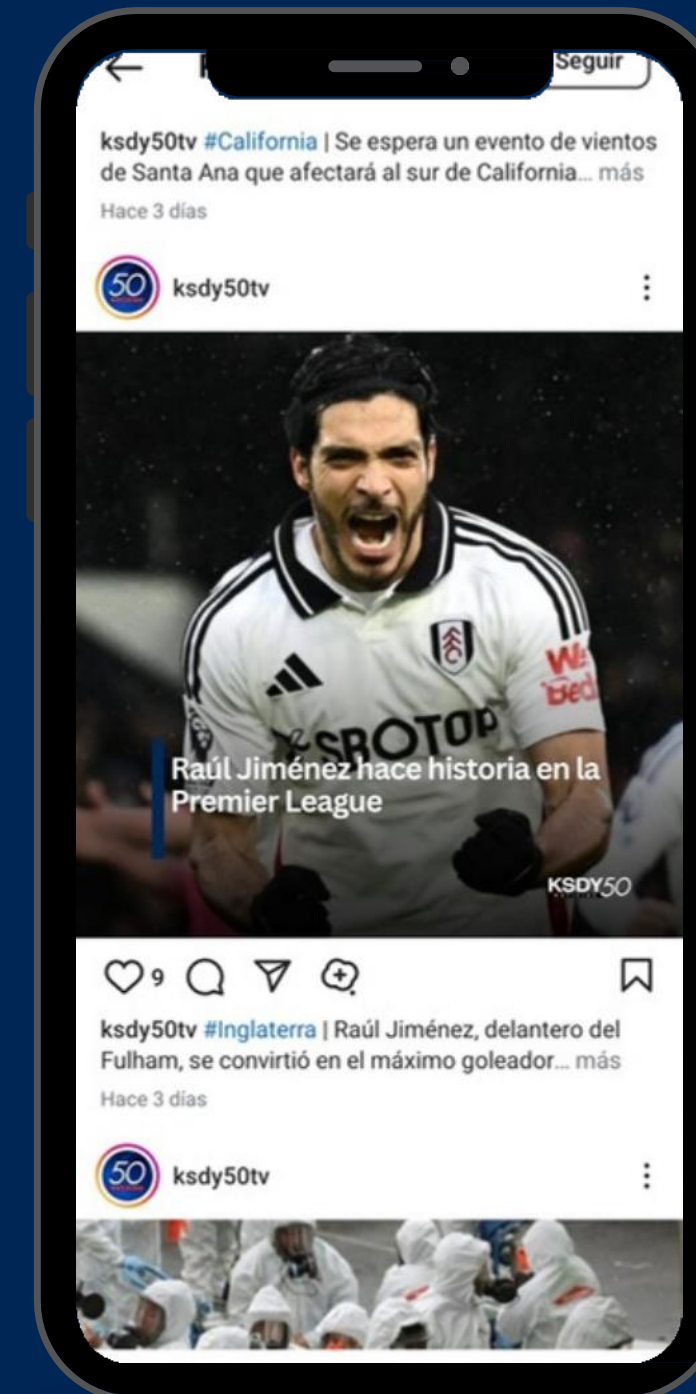 Seguir
ksdy50tv #California | Se espera un evento de vientos
de Santa Ana que afectará al sur de California... más
Hace 3 días
50
ksdy50tv
SBOTOP
Raúl Jiménez hace historia en la
Premier League
KSDY50
9
ksdy50tv #Inglaterra | Raúl Jiménez, delantero del
Fulham, se convirtió en el máximo goleador... más
Hace 3 días
50
ksdy50tv